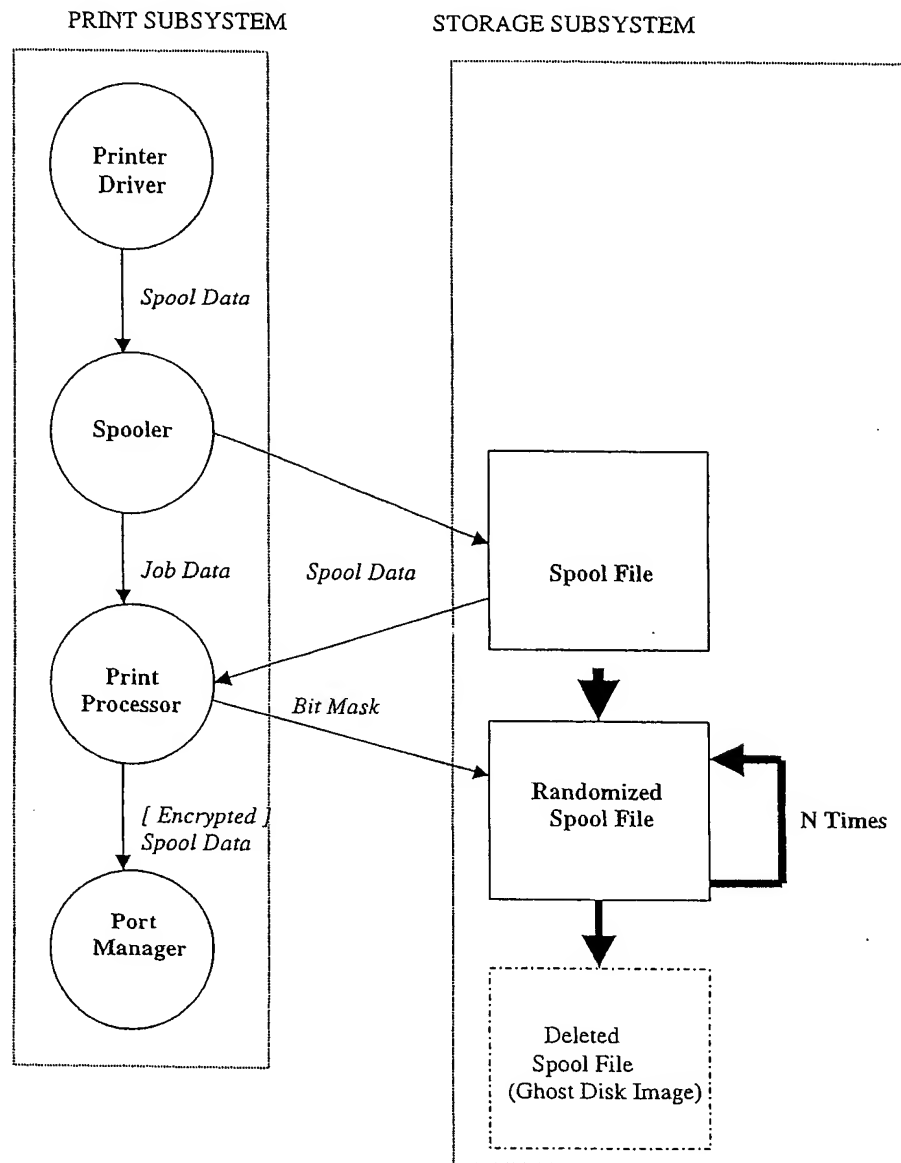 PRINT SUBSYSTEM
STORAGE SUBSYSTEM
Printer
Driver
Spool Data
Spooler
Job Data
Spool Data
Spool File
Print
Processor
Bit Mask
Randomized
Spool File
N Times
[ Encrypted ]
Spool Data
Port
Manager
Deleted
Spool File
(Ghost Disk Image)